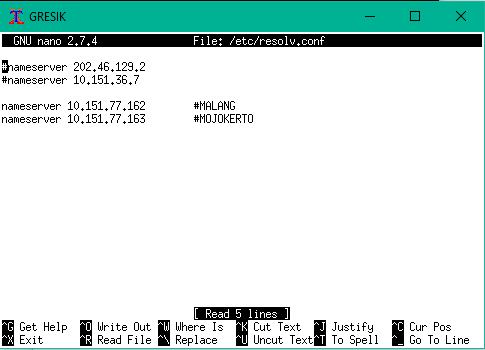 GRESIK
GNU nano 2.7.4 File: /etc/resolv.conf
#nameserver 202.46.129.2
#nameserver 10.151.36.7
nameserver 10.151.77.162 #MALANG
nameserver 10.151.77.163 #MOJOKERTO
[ Read 5 lines ]
^G Get Help ^O Write Out ^W Where Is ^K Cut Text ^J Justify ^C Cur Pos
^X Exit ^R Read File ^\ Replace ^U Uncut Text ^T To Spell ^_ Go To Line